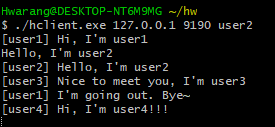 Hwarang@DESKTOP-NT6M9MG ~/hw
$ ./hclient.exe 127.0.0.1 9190 user2
[user1] Hi, I'm user1
Hello, I'm user2
[user2] Hello, I'm user2
[user3] Nice to meet you, I'm user3
[user1] I'm going out. Bye~
[user4] Hi, I'm user4!!!